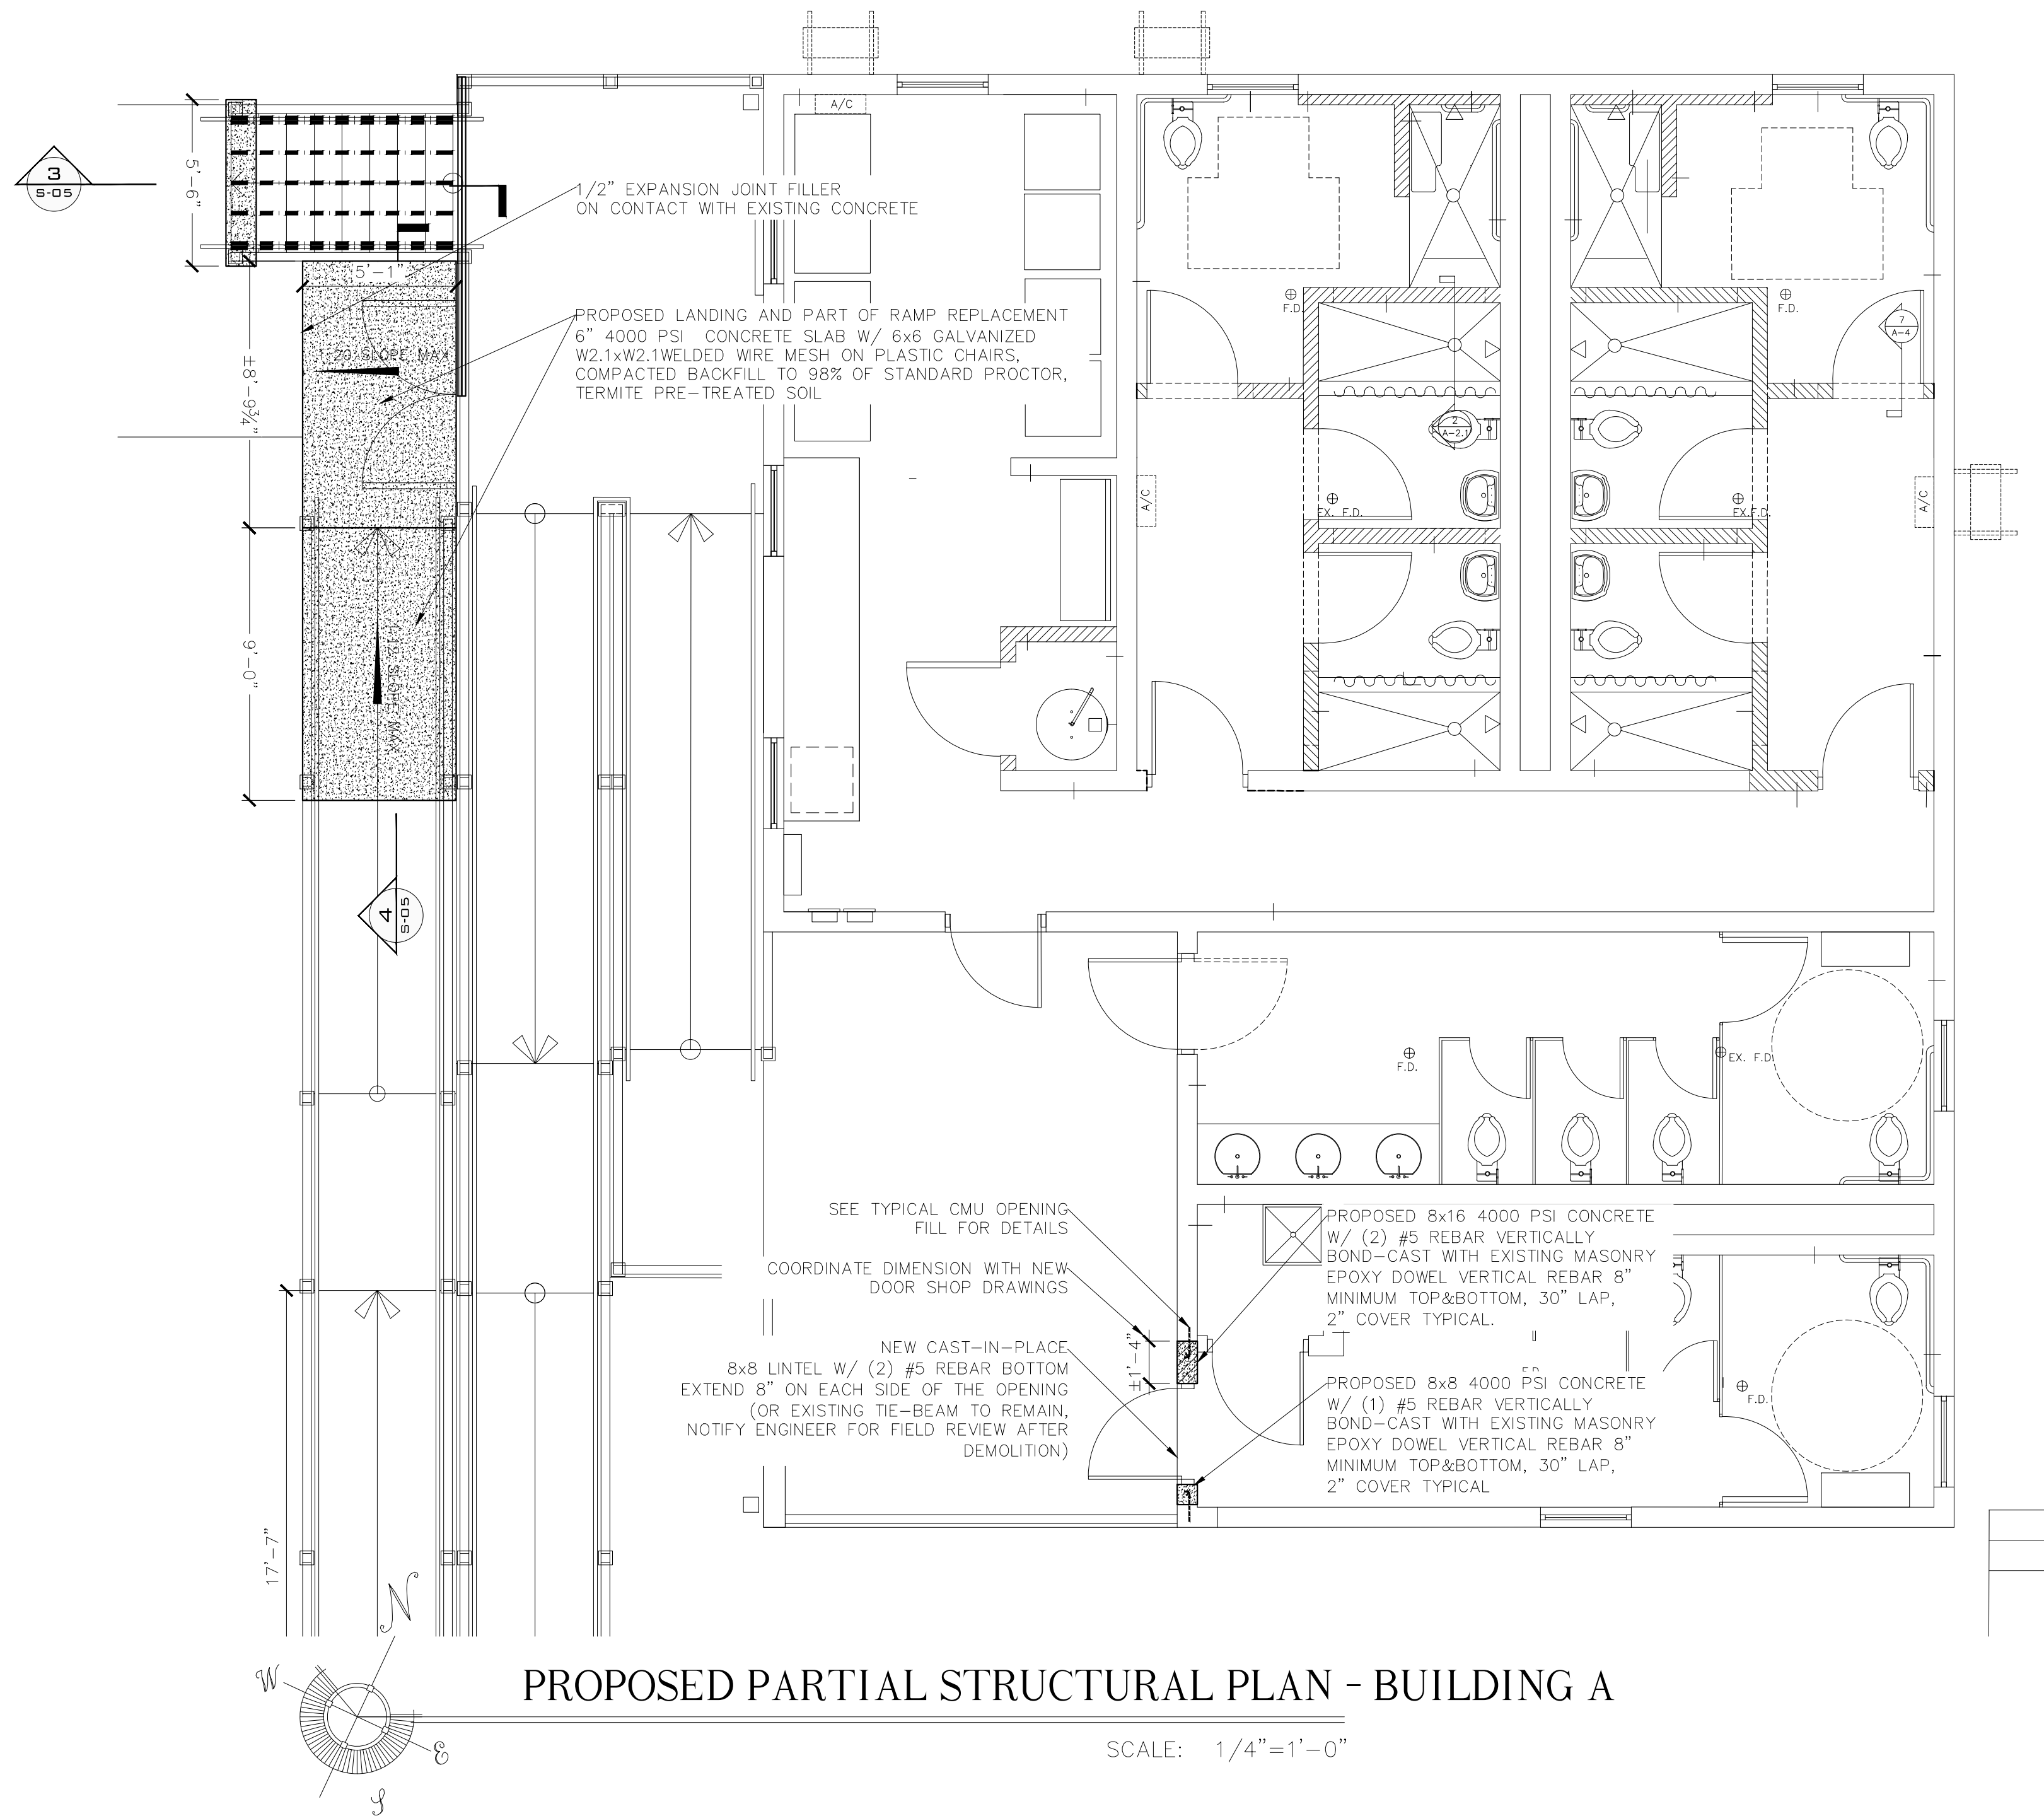 A/C
3
S-05
5'-6"
1/2" EXPANSION JOINT FILLER
ON CONTACT WITH EXISTING CONCRETE
5'-1"
F.D.
F.D.
7
A-4
PROPOSED LANDING AND PART OF RAMP REPLACEMENT
6" 4000 PSI CONCRETE SLAB W/ 6x6 GALVANIZED
W2.1xW2.1WELDED WIRE MESH ON PLASTIC CHAIRS,
COMPACTED BACKFILL TO 98% OF STANDARD PROCTOR,
TERMITE PRE-TREATED SOIL
1:20 SLOPE MAX
±8'-9¾"
2
A-2.1
A/C
A/C
EX. F.D.
EX.F.D.
9'-0"
1:12 SLOPE MAX
4
S-05
F.D.
EX. F.D.
SEE TYPICAL CMU OPENING
FILL FOR DETAILS
COORDINATE DIMENSION WITH NEW
DOOR SHOP DRAWINGS
NEW CAST-IN-PLACE
8x8 LINTEL W/ (2) #5 REBAR BOTTOM
EXTEND 8" ON EACH SIDE OF THE OPENING
(OR EXISTING TIE-BEAM TO REMAIN,
NOTIFY ENGINEER FOR FIELD REVIEW AFTER
DEMOLITION)
±1'-4"
PROPOSED 8x16 4000 PSI CONCRETE
W/ (2) #5 REBAR VERTICALLY
BOND-CAST WITH EXISTING MASONRY
EPOXY DOWEL VERTICAL REBAR 8"
MINIMUM TOP&BOTTOM, 30" LAP,
2" COVER TYPICAL.
PROPOSED 8x8 4000 PSI CONCRETE
W/ (1) #5 REBAR VERTICALLY
BOND-CAST WITH EXISTING MASONRY
EPOXY DOWEL VERTICAL REBAR 8"
MINIMUM TOP&BOTTOM, 30" LAP,
2" COVER TYPICAL
F.D.
17'-7"
N
W
E
S
PROPOSED PARTIAL STRUCTURAL PLAN - BUILDING A
SCALE: 1/4"=1'-0"